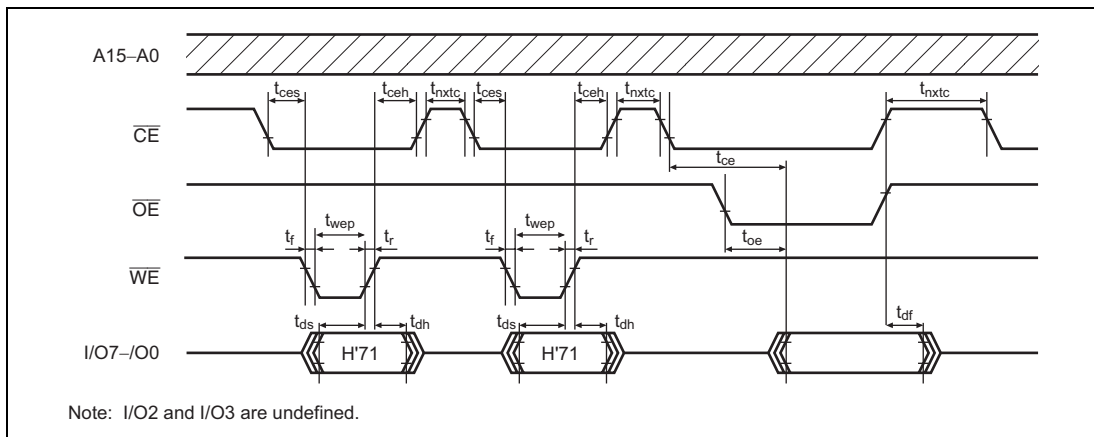 A15–A0
tces tceh tnxtc tces tceh tnxtc tnxtc
CE
tce
OE
twep twep toe
tf tr tf tr
WE
tds tdh tds tdh tdf
I/O7–/O0 H'71 H'71
Note: I/O2 and I/O3 are undefined.